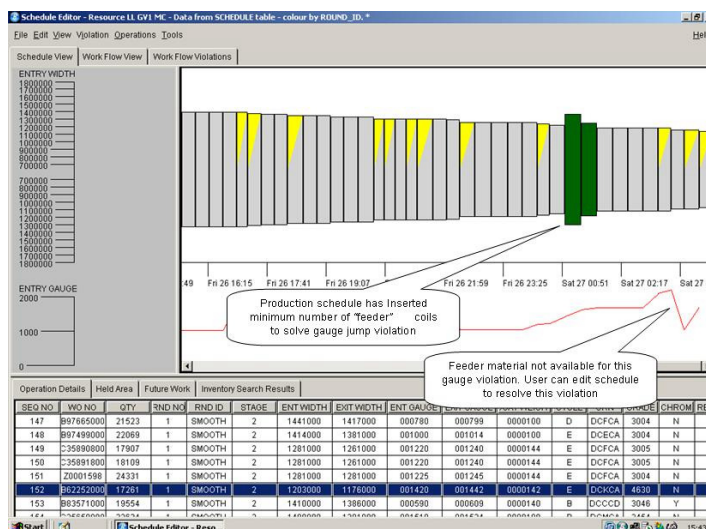 Schedule Editor - Resource LL GV1 MC - Data from SCHEDULE table - colour by ROUND_ID. *
File Edit View Violation Operations Tools
Schedule View Work Flow View Work Flow Violations
ENTRY WIDTH
1800000
1700000
1600000
1500000
1400000
1300000
1200000
1100000
1000000
900000
800000
700000
700000
800000
900000
1000000
1100000
1200000
1300000
1400000
1500000
1600000
1700000
1800000
:49 Fri 26 16:15 Fri 26 17:41 Fri 26 19:07 Fri 26 21:59 Fri 26 23:25 Sat 27 00:51 Sat 27 02:17 Sat 27
ENTRY GAUGE
2000
1000
0
Production schedule has Inserted
minimum number of "feeder" coils
to solve gauge jump violation
Feeder material not available for this
gauge violation. User can edit schedule
to resolve this violation
Operation Details Held Area Future Work Inventory Search Results
SEQ NO WO NO QTY RND NO RND ID STAGE ENT WIDTH EXIT WIDTH ENT GAUGE GRADE CHROM
147 B97665000 21523 1 SMOOTH 2 1441000 1417000 000780 000799 0000100 D DCFCA 3004 N
148 B97499000 22069 1 SMOOTH 2 1414000 1381000 001000 001014 0000100 E DCECA 3004 N
149 C35890800 17907 1 SMOOTH 2 1281000 1261000 001220 001240 0000144 E DCFCA 3005 N
150 C35891800 18109 1 SMOOTH 2 1281000 1261000 001220 001240 0000144 E DCFCA 3005 N
151 Z0001598 24331 1 SMOOTH 2 1281000 1281000 001225 001245 0000144 E DCFCA 3004 N
152 B62252000 17261 1 SMOOTH 2 1203000 1176000 001420 001442 0000142 E DCKCA 4630 N
153 B83571000 19554 1 SMOOTH 2 1410000 1386000 000590 000609 0000140 B DCCCD 3046 Y
Start Schedule Editor - Reso... 15:43